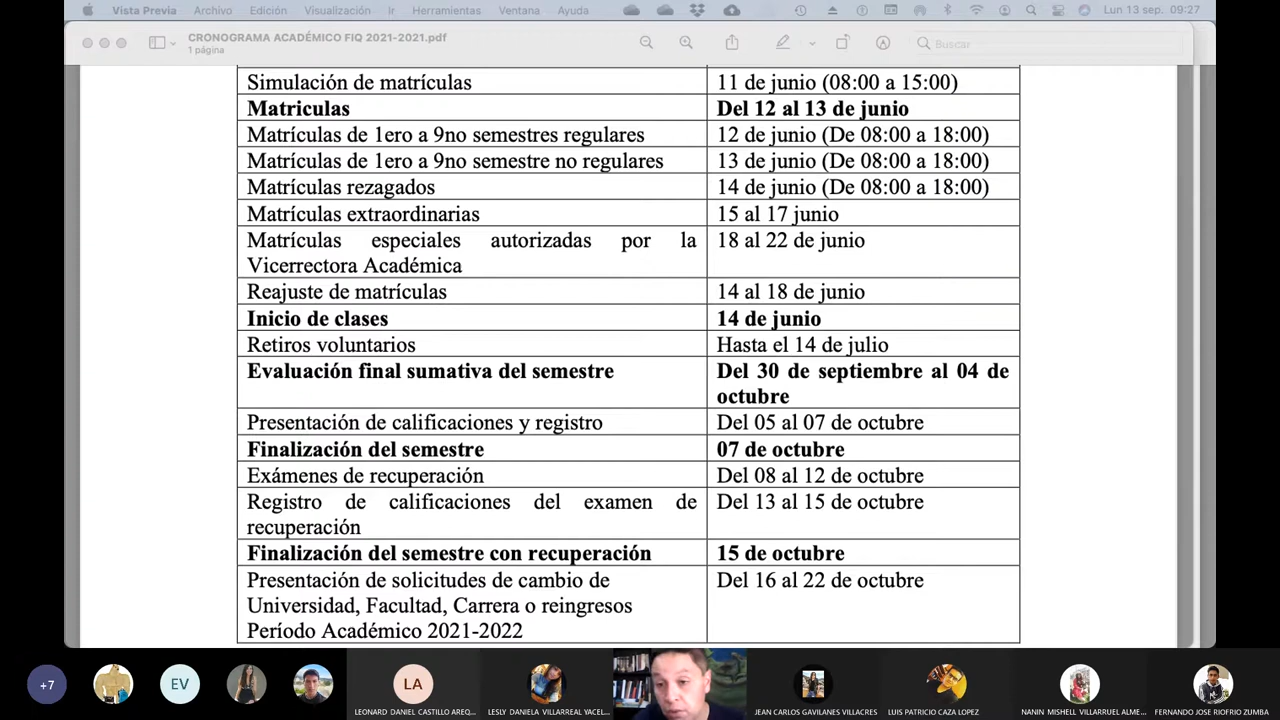 Vista Previa Archivo Edición Visualización Ir Herramientas Ventana Ayuda Lun 13 sep. 09:27
CRONOGRAMA ACADÉMICO FIQ 2021-2021.pdf
1 página
Buscar
Simulación de matrículas 11 de junio (08:00 a 15:00)
Matriculas Del 12 al 13 de junio
Matrículas de 1ero a 9no semestres regulares 12 de junio (De 08:00 a 18:00)
Matrículas de 1ero a 9no semestre no regulares 13 de junio (De 08:00 a 18:00)
Matrículas rezagados 14 de junio (De 08:00 a 18:00)
Matrículas extraordinarias 15 al 17 junio
Matrículas especiales autorizadas por la 18 al 22 de junio
Vicerrectora Académica
Reajuste de matrículas 14 al 18 de junio
Inicio de clases 14 de junio
Retiros voluntarios Hasta el 14 de julio
Evaluación final sumativa del semestre Del 30 de septiembre al 04 de
octubre
Presentación de calificaciones y registro Del 05 al 07 de octubre
Finalización del semestre 07 de octubre
Exámenes de recuperación Del 08 al 12 de octubre
Registro de calificaciones del examen de Del 13 al 15 de octubre
recuperación
Finalización del semestre con recuperación 15 de octubre
Presentación de solicitudes de cambio de Del 16 al 22 de octubre
Universidad, Facultad, Carrera o reingresos
Período Académico 2021-2022
+7 EV LA
LEONARD DANIEL CASTILLO AREQ... LESLY DANIELA VILLARREAL YACEL... JEAN CARLOS GAVILANES VILLACRES LUIS PATRICIO CAZA LOPEZ NANIN MISHELL VILLARRUEL ALME... FERNANDO JOSE RIOFRIO ZUMBA